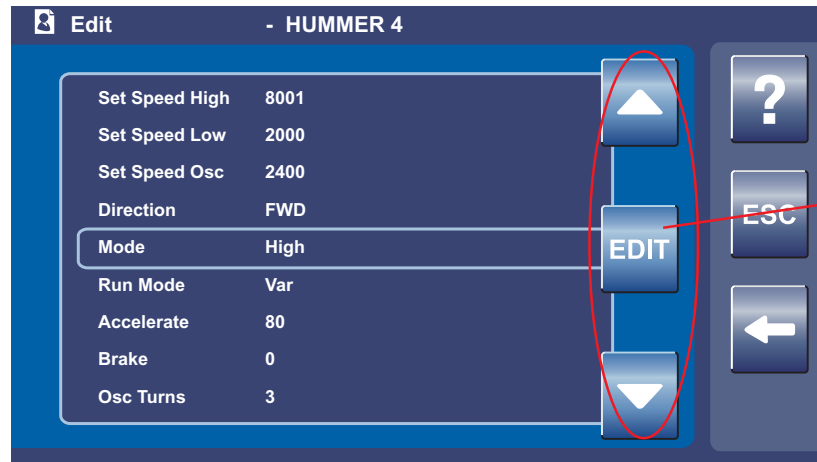 Edit - HUMMER 4
Set Speed High 8001
Set Speed Low 2000
Set Speed Osc 2400
Direction FWD
Mode High
Run Mode Var
Accelerate 80
Brake 0
Osc Turns 3
EDIT
?
ESC